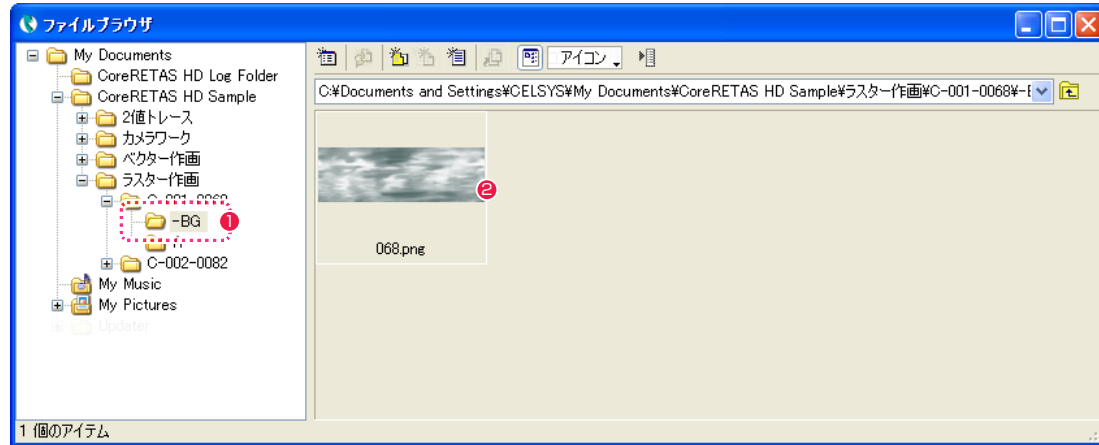 ファイルブラウザ
My Documents
CoreRETAS HD Log Folder
CoreRETAS HD Sample
2値トレース
カメラワーク
ベクター作画
ラスター作画
C-001-0068
-BG
C-002-0082
My Music
My Pictures
Updater
アイコン
C:¥Documents and Settings¥CELSYS¥My Documents¥CoreRETAS HD Sample¥ラスター作画¥C-001-0068¥-E
1
2
068.png
1 個のアイテム